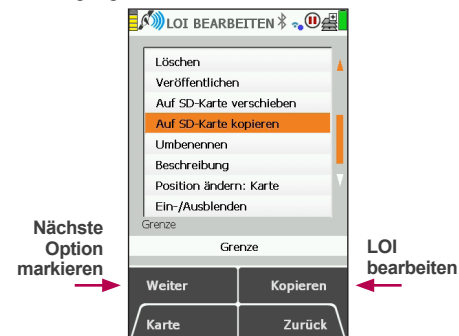 LOI BEARBEITEN
Löschen
Veröffentlichen
Auf SD-Karte verschieben
Auf SD-Karte kopieren
Umbenennen
Beschreibung
Position ändern: Karte
Ein-/Ausblenden
Grenze
Grenze
Nächste
Option
markieren
LOI
bearbeiten
Weiter
Kopieren
Karte
Zurück